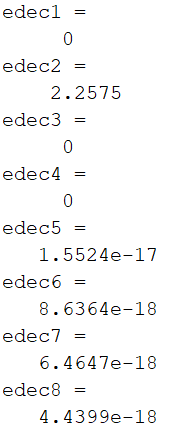 edec1 =
0
edec2 =
2.2575
edec3 =
0
edec4 =
0
edec5 =
1.5524e-17
edec6 =
8.6364e-18
edec7 =
6.4647e-18
edec8 =
4.4399e-18